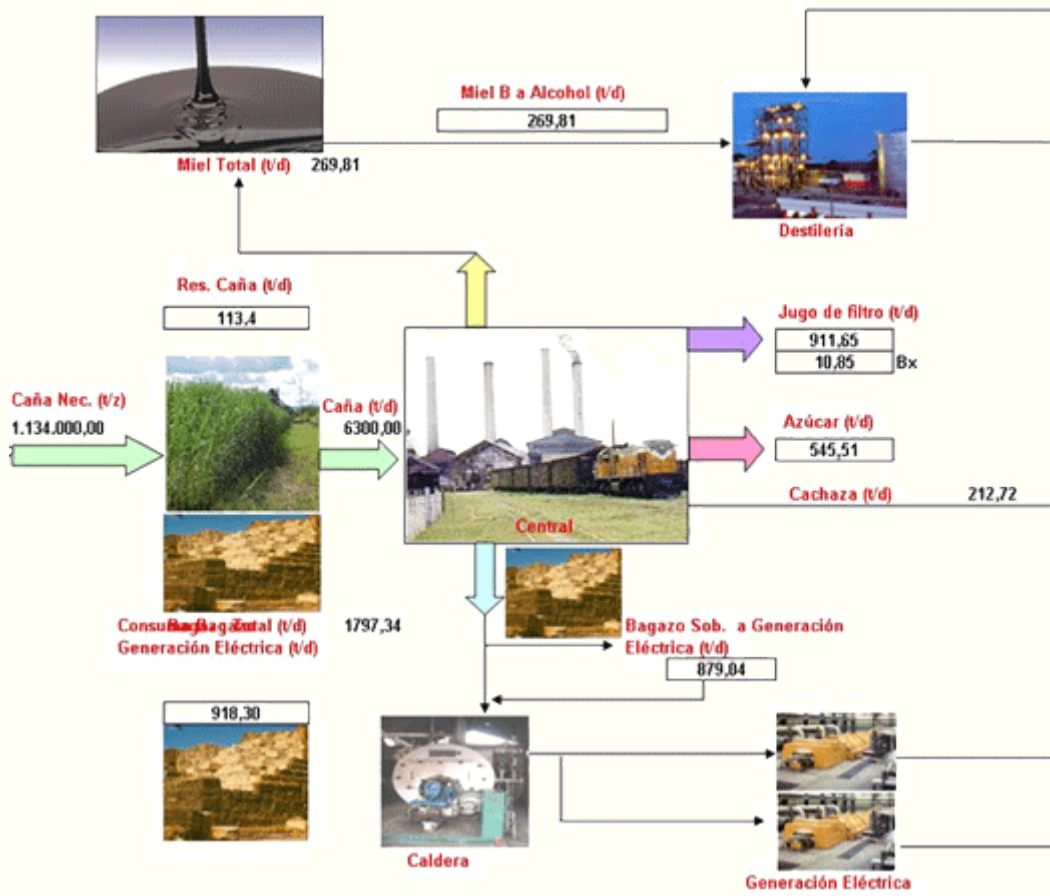 Miel B a Alcohol (t/d)
269,81
Miel Total (t/d) 269,81
Destilería
Res. Caña (t/d)
113,4
Jugo de filtro (t/d)
911,65
10,85 Bx
Caña Nec. (t/z)
1.134.000,00
Caña (t/d)
6300,00
Azúcar (t/d)
545,51
Cachaza (t/d) 212,72
Central
Total (t/d) 1797,34
Generación Eléctrica (t/d)
Bagazo Sob. a Generación
Eléctrica (t/d)
879,04
918,30
Caldera
Generación Eléctrica